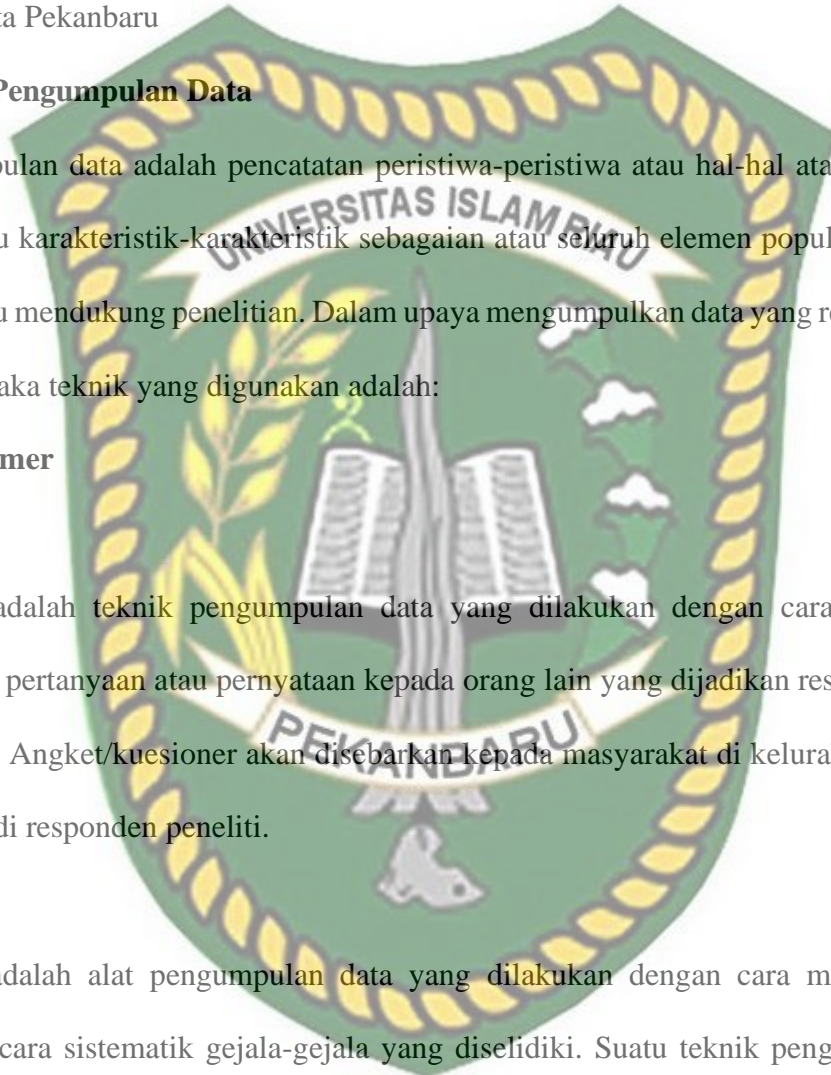 ta Pekanbaru
Pengumpulan Data
pulan data adalah pencatatan peristiwa-peristiwa atau hal-hal ata
u karakteristik-karakteristik sebagaian atau seluruh elemen popul
UNIVERSITAS ISLAM RIAU
u mendukung penelitian. Dalam upaya mengumpulkan data yang re
aka teknik yang digunakan adalah:
mer
adalah teknik pengumpulan data yang dilakukan dengan cara
pertanyaan atau pernyataan kepada orang lain yang dijadikan res
PEKANBARU
Angket/kuesioner akan disebarkan kepada masyarakat di kelura
di responden peneliti.
adalah alat pengumpulan data yang dilakukan dengan cara m
cara sistematik gejala-gejala yang diselidiki. Suatu teknik peng